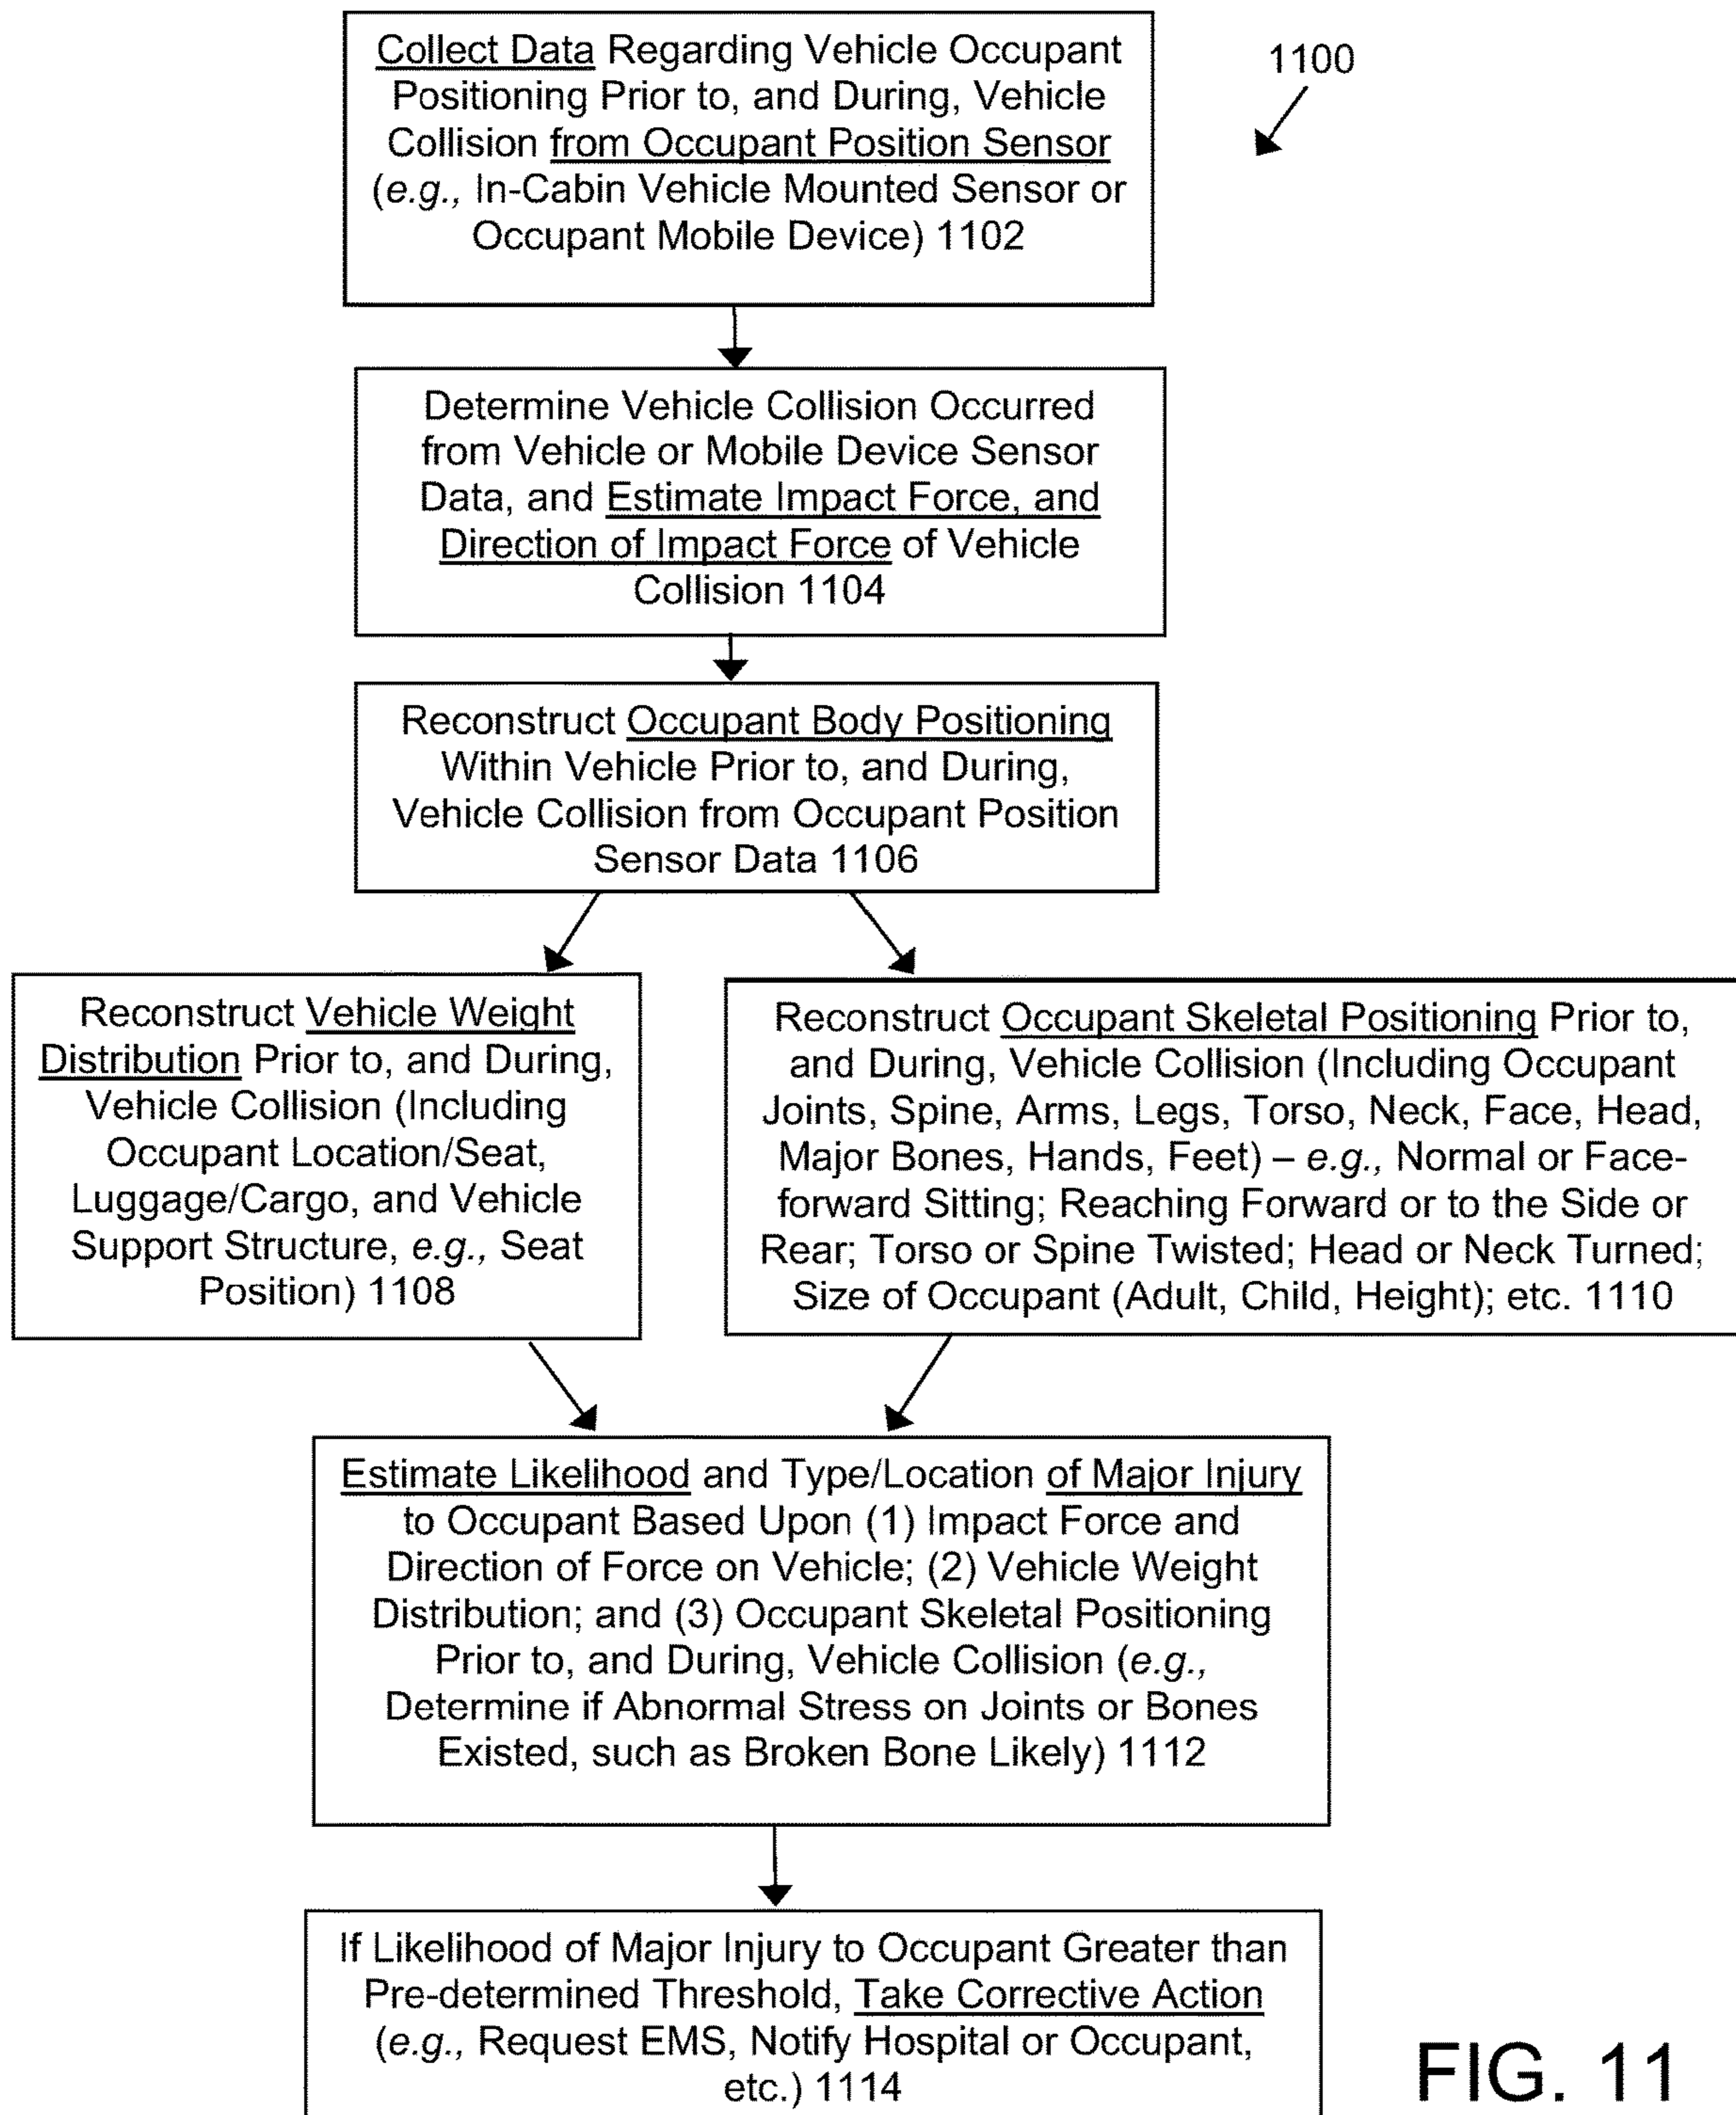 Collect Data Regarding Vehicle Occupant
Positioning Prior to, and During, Vehicle
Collision from Occupant Position Sensor
(e.g., In-Cabin Vehicle Mounted Sensor or
Occupant Mobile Device) 1102
1100
Determine Vehicle Collision Occurred
from Vehicle or Mobile Device Sensor
Data, and Estimate Impact Force, and
Direction of Impact Force of Vehicle
Collision 1104
Reconstruct Occupant Body Positioning
Within Vehicle Prior to, and During,
Vehicle Collision from Occupant Position
Sensor Data 1106
Reconstruct Vehicle Weight
Distribution Prior to, and During,
Vehicle Collision (Including
Occupant Location/Seat,
Luggage/Cargo, and Vehicle
Support Structure, e.g., Seat
Position) 1108
Reconstruct Occupant Skeletal Positioning Prior to,
and During, Vehicle Collision (Including Occupant
Joints, Spine, Arms, Legs, Torso, Neck, Face, Head,
Major Bones, Hands, Feet) – e.g., Normal or Face-
forward Sitting; Reaching Forward or to the Side or
Rear; Torso or Spine Twisted; Head or Neck Turned;
Size of Occupant (Adult, Child, Height); etc. 1110
Estimate Likelihood and Type/Location of Major Injury
to Occupant Based Upon (1) Impact Force and
Direction of Force on Vehicle; (2) Vehicle Weight
Distribution; and (3) Occupant Skeletal Positioning
Prior to, and During, Vehicle Collision (e.g.,
Determine if Abnormal Stress on Joints or Bones
Existed, such as Broken Bone Likely) 1112
If Likelihood of Major Injury to Occupant Greater than
Pre-determined Threshold, Take Corrective Action
(e.g., Request EMS, Notify Hospital or Occupant,
etc.) 1114
FIG. 11